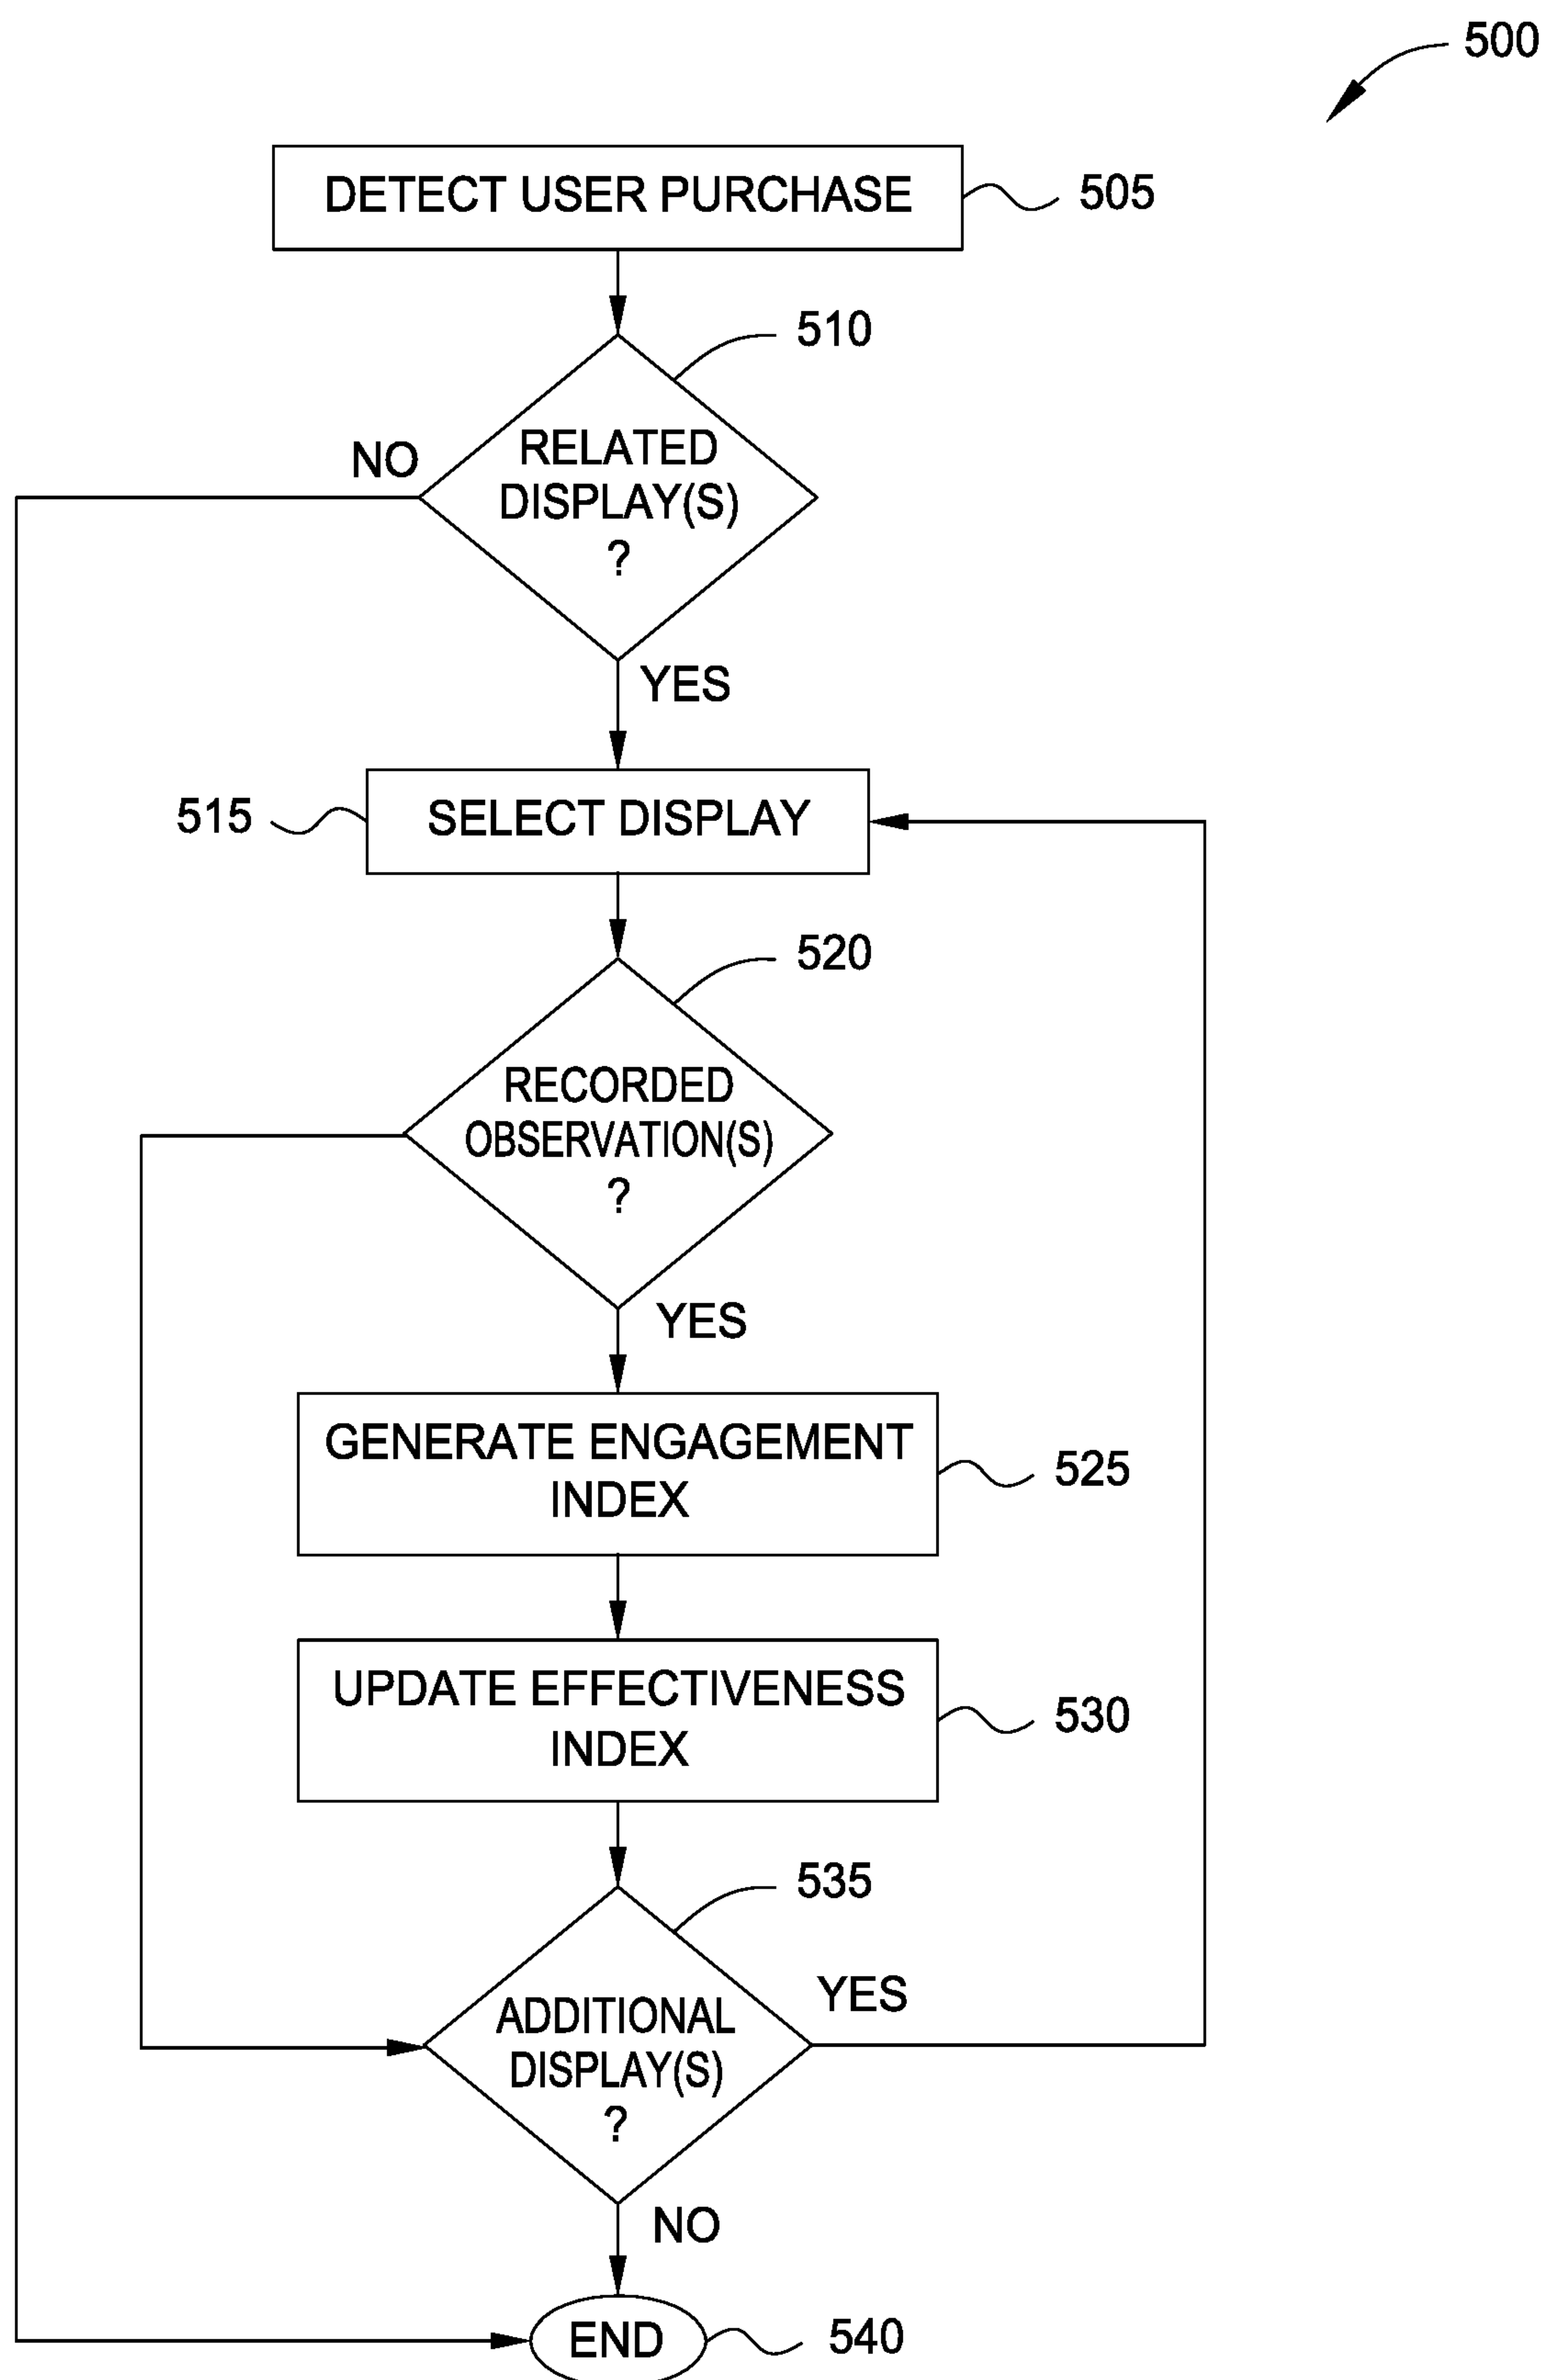 500
DETECT USER PURCHASE
505
510
NO
RELATED
DISPLAY(S)
?
YES
515
SELECT DISPLAY
520
RECORDED
OBSERVATION(S)
?
YES
GENERATE ENGAGEMENT
INDEX
525
UPDATE EFFECTIVENESS
INDEX
530
535
YES
ADDITIONAL
DISPLAY(S)
?
NO
END
540